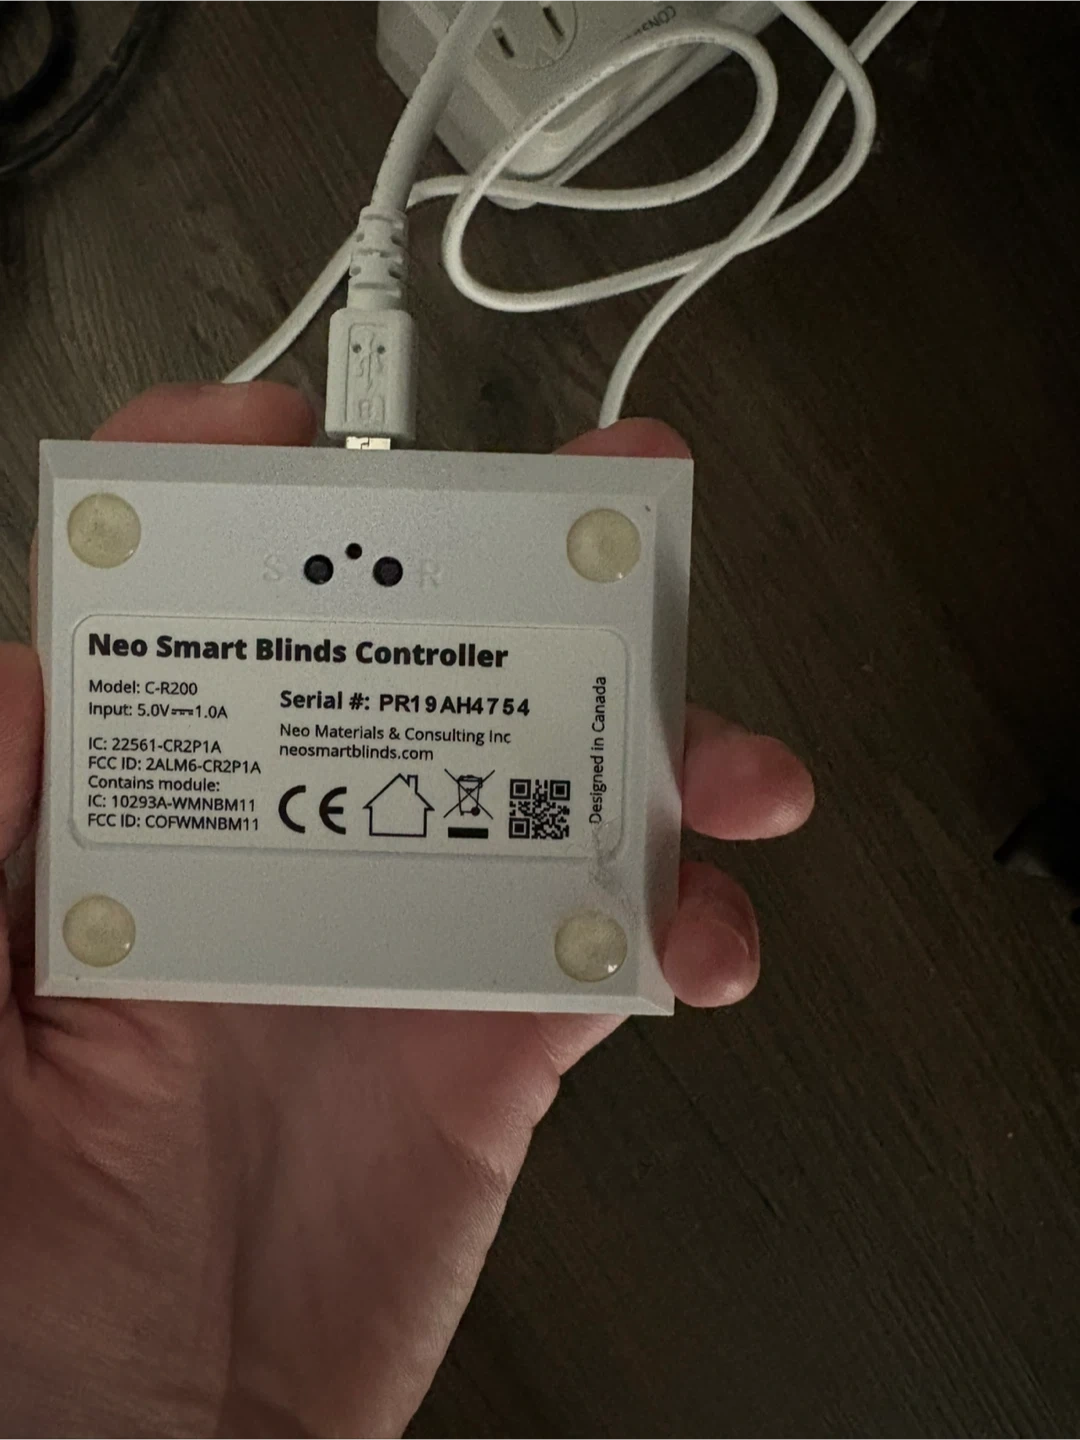 S R
Neo Smart Blinds Controller
Model: C-R200
Input: 5.0V⎓1.0A
Serial #: PR19AH4754
Neo Materials & Consulting Inc
neosmartblinds.com
IC: 22561-CR2P1A
FCC ID: 2ALM6-CR2P1A
Contains module:
IC: 10293A-WMNBM11
FCC ID: COFWMNBM11
CE
Designed in Canada